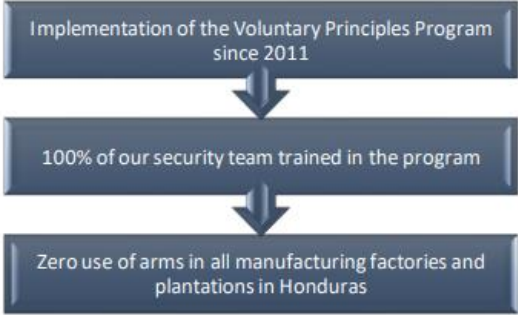 Implementation of the Voluntary Principles Program
since 2011
100% of our security team trained in the program
Zero use of arms in all manufacturing factories and
plantations in Honduras